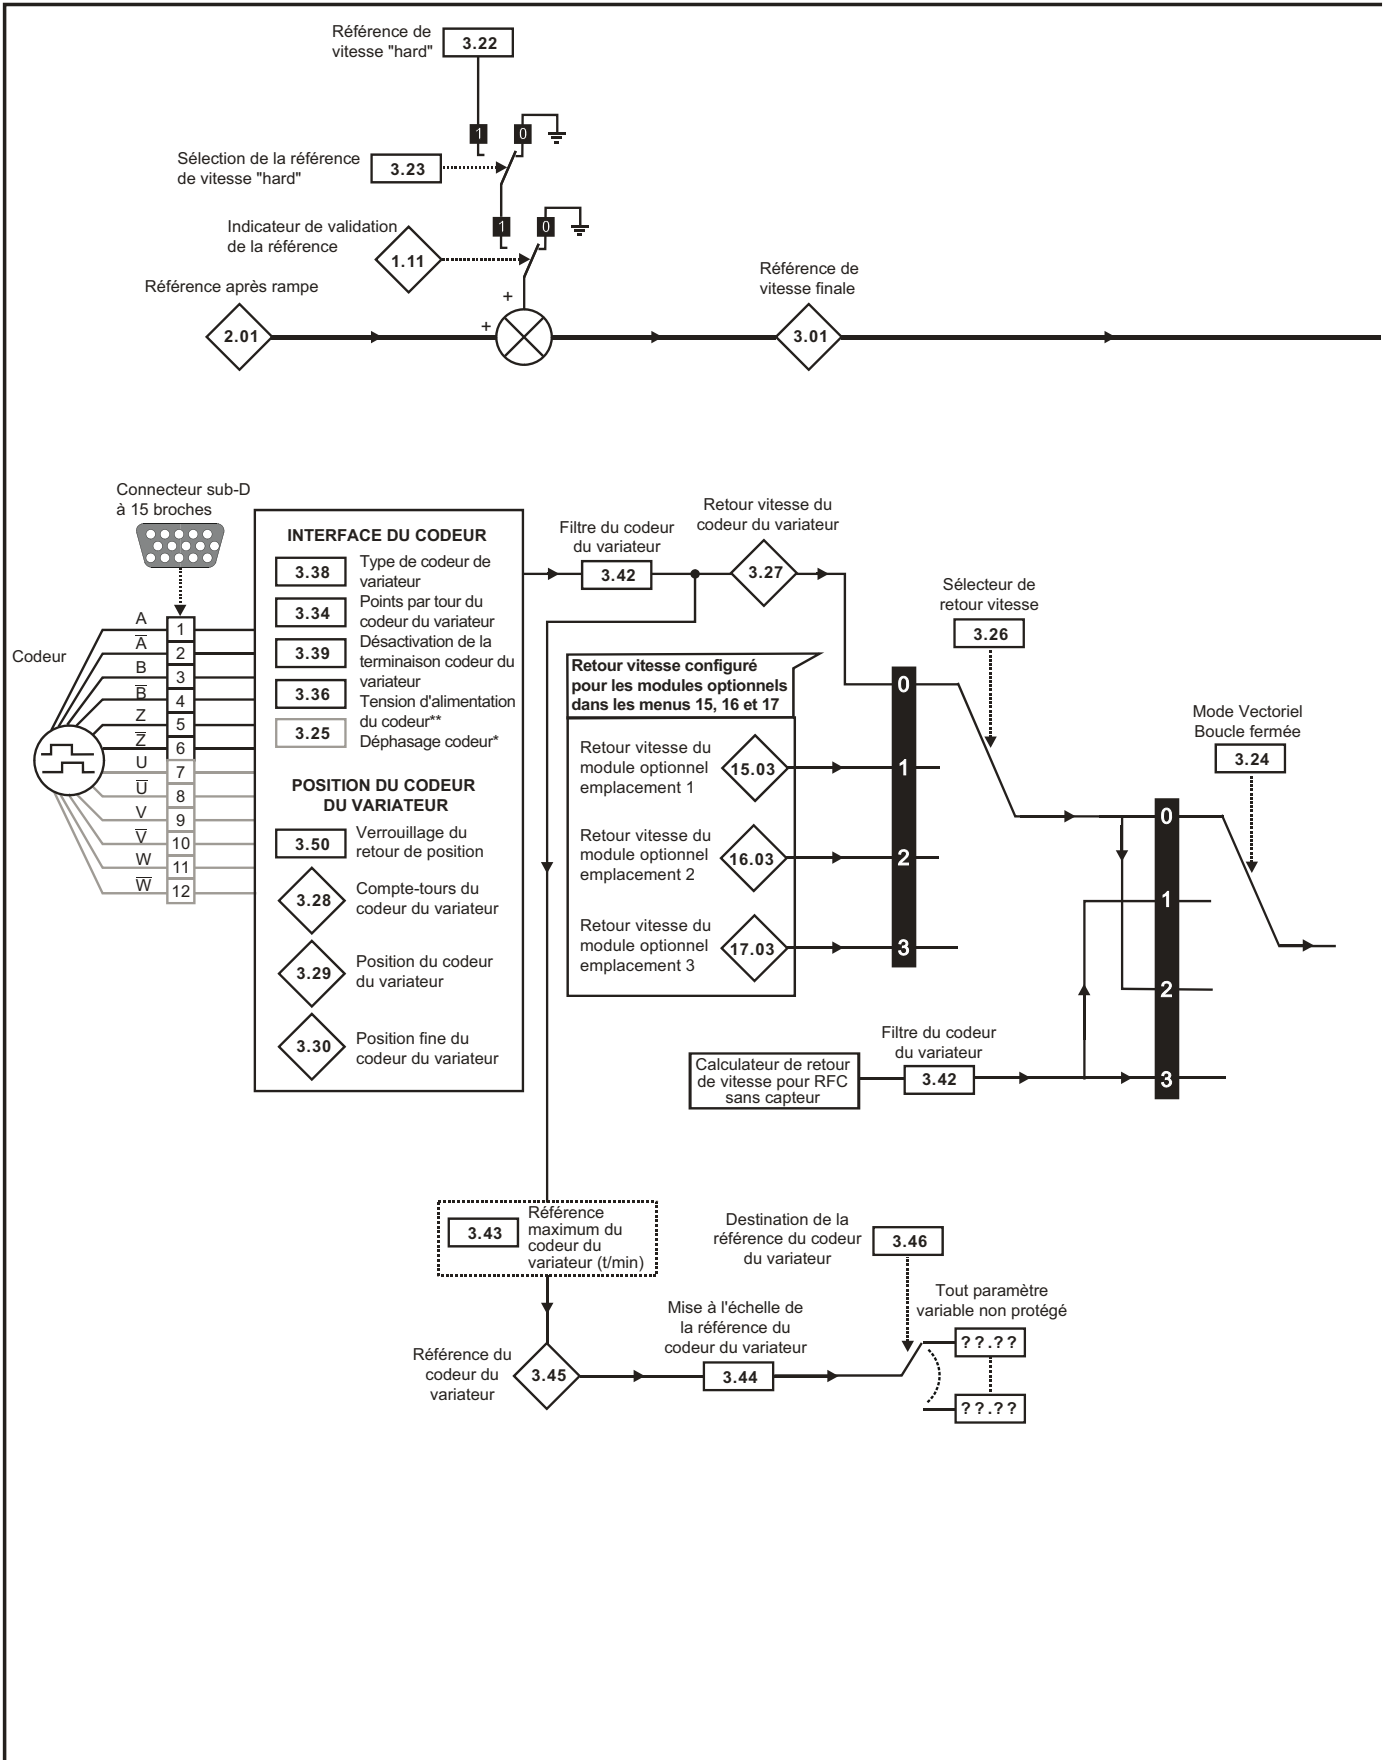 Référence de
vitesse "hard"
3.22
1
0
Sélection de la référence
de vitesse "hard"
3.23
Indicateur de validation
de la référence
1
0
1.11
Référence après rampe
Référence de
vitesse finale
+
+
2.01
3.01
Connecteur sub-D
à 15 broches
Codeur
A
A̅
B
B̅
Z
Z̅
U
U̅
V
V̅
W
W̅
1
2
3
4
5
6
7
8
9
10
11
12
INTERFACE DU CODEUR
3.38
Type de codeur de
variateur
3.34
Points par tour du
codeur du variateur
3.39
Désactivation de la
terminaison codeur du
variateur
3.36
Tension d'alimentation
du codeur**
3.25
Déphasage codeur*
POSITION DU CODEUR
DU VARIATEUR
3.50
Verrouillage du
retour de position
3.28
Compte-tours du
codeur du variateur
3.29
Position du codeur
du variateur
3.30
Position fine du
codeur du variateur
Filtre du codeur
du variateur
3.42
Retour vitesse du
codeur du variateur
3.27
Retour vitesse configuré
pour les modules optionnels
dans les menus 15, 16 et 17
Retour vitesse du
module optionnel
emplacement 1
15.03
Retour vitesse du
module optionnel
emplacement 2
16.03
Retour vitesse du
module optionnel
emplacement 3
17.03
0
1
2
3
Sélecteur de
retour vitesse
3.26
Mode Vectoriel
Boucle fermée
3.24
0
1
2
3
Calculateur de retour
de vitesse pour RFC
sans capteur
Filtre du codeur
du variateur
3.42
3.43
Référence
maximum du
codeur du
variateur (t/min)
Référence du
codeur du
variateur
3.45
Mise à l'échelle de
la référence du
codeur du variateur
3.44
Destination de la
référence du codeur
du variateur
3.46
Tout paramètre
variable non protégé
??.??
??.??